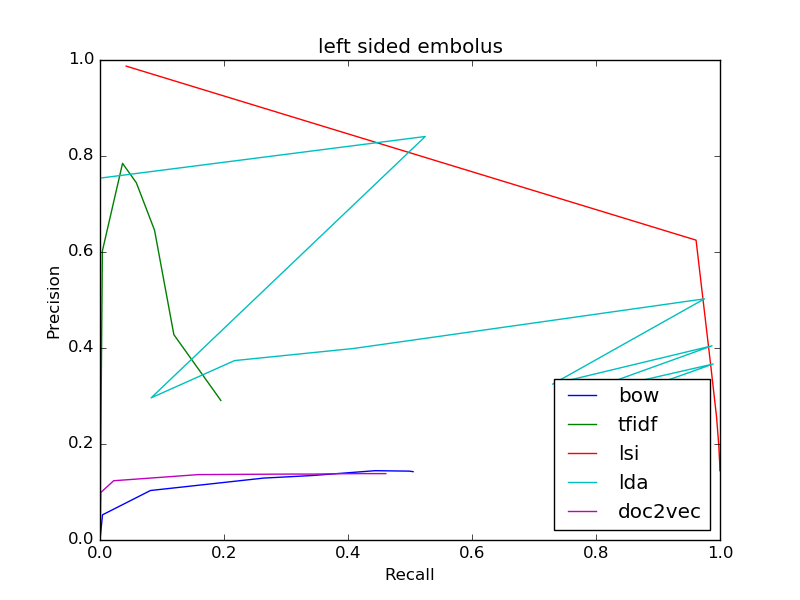 left sided embolus
1.0
0.8
0.6
0.4
0.2
0.0
Precision
0.0 0.2 0.4 0.6 0.8 1.0
Recall
bow
tfidf
lsi
lda
doc2vec